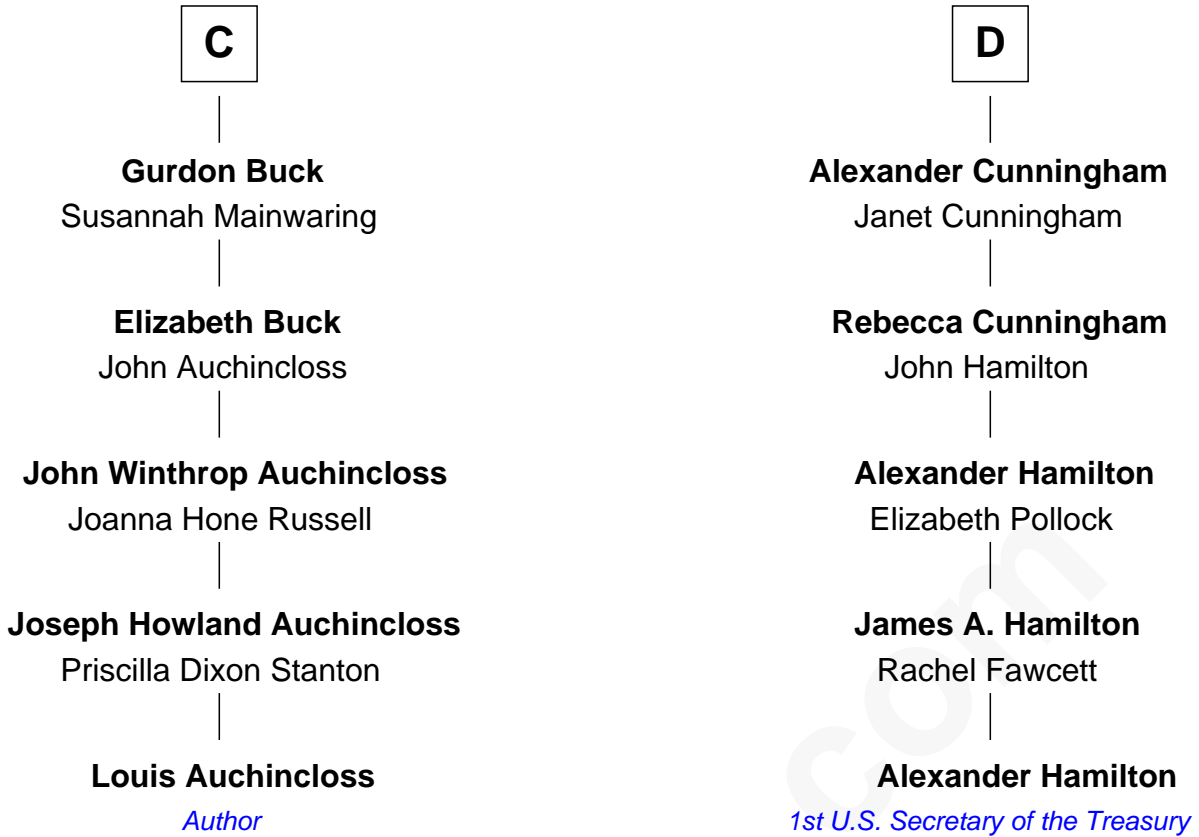 C
Gurdon Buck
Susannah Mainwaring
Elizabeth Buck
John Auchincloss
John Winthrop Auchincloss
Joanna Hone Russell
Joseph Howland Auchincloss
Priscilla Dixon Stanton
Louis Auchincloss
Author
D
Alexander Cunningham
Janet Cunningham
Rebecca Cunningham
John Hamilton
Alexander Hamilton
Elizabeth Pollock
James A. Hamilton
Rachel Fawcett
Alexander Hamilton
1st U.S. Secretary of the Treasury
com